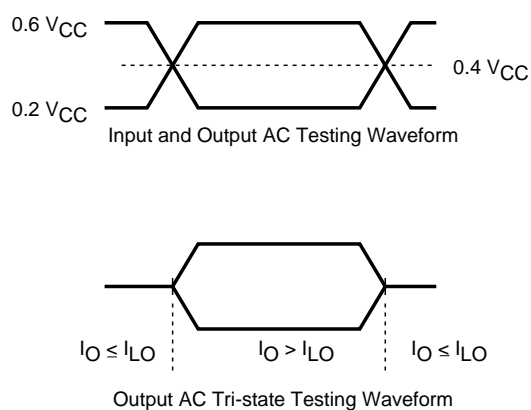 0.6 VCC
0.4 VCC
0.2 VCC
Input and Output AC Testing Waveform
IO ≤ ILO IO > ILO IO ≤ ILO
Output AC Tri-state Testing Waveform